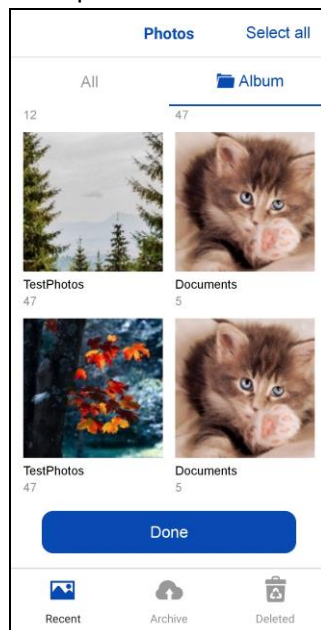 Photos Select all
All Album
12 47
TestPhotos Documents
47 5
TestPhotos Documents
47 5
Done
Recent Archive Deleted